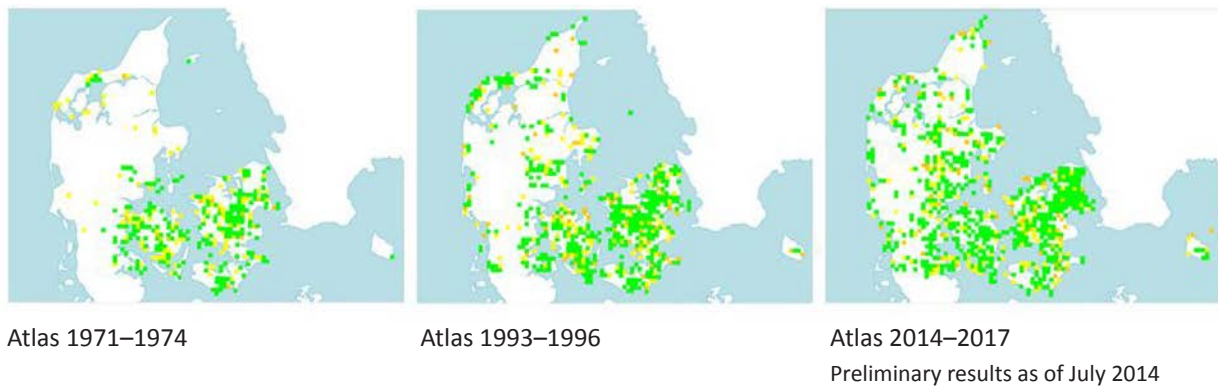 Atlas 1971–1974
Atlas 1993–1996
Atlas 2014–2017
Preliminary results as of July 2014